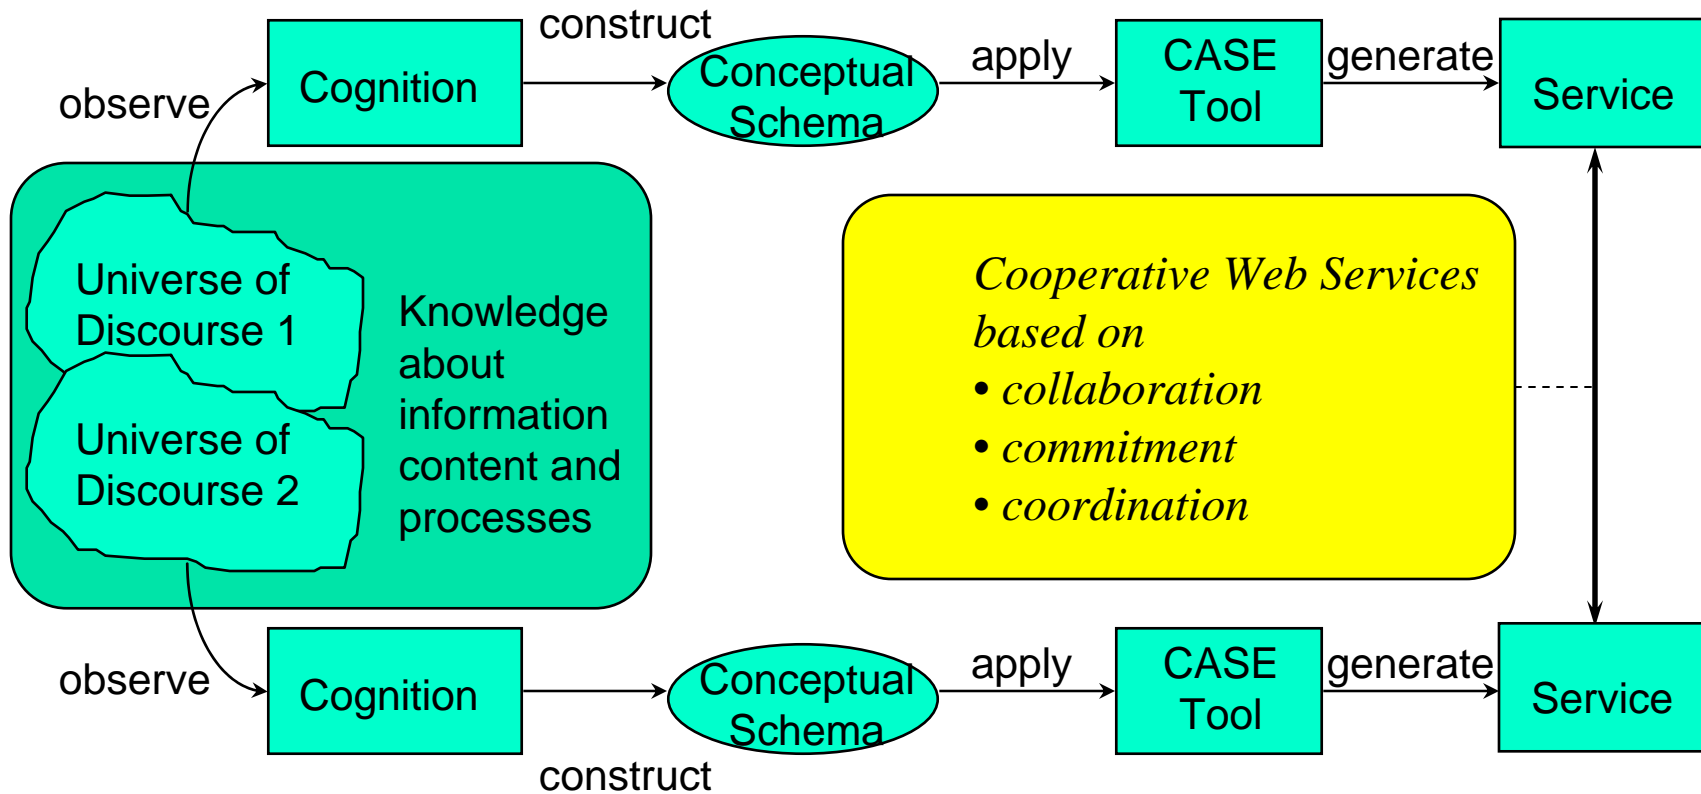 construct
observe
Cognition
Conceptual
Schema
apply
CASE
Tool
generate
Service
Universe of
Discourse 1
Universe of
Discourse 2
Knowledge
about
information
content and
processes
Cooperative Web Services
based on
• collaboration
• commitment
• coordination
observe
Cognition
construct
Conceptual
Schema
apply
CASE
Tool
generate
Service